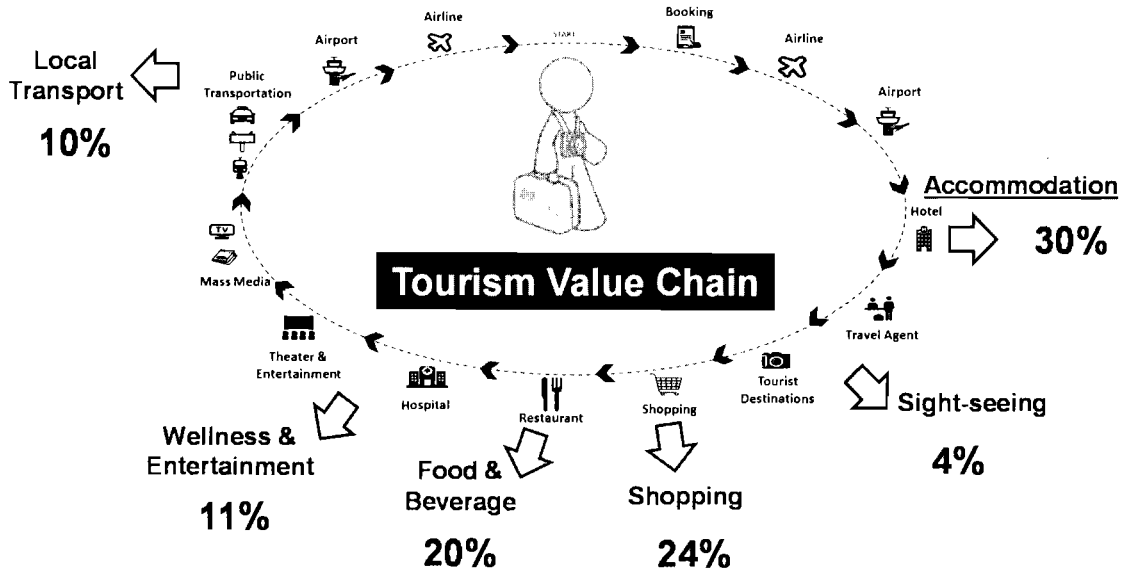 START
Booking
Airline
Airport
Accommodation
Hotel
30%
Travel Agent
Sight-seeing
4%
Tourist
Destinations
Shopping
Shopping
24%
Restaurant
Food &
Beverage
20%
Hospital
Theater &
Entertainment
Wellness &
Entertainment
11%
TV
Mass Media
Public
Transportation
Local
Transport
10%
Airport
Airline
Tourism Value Chain